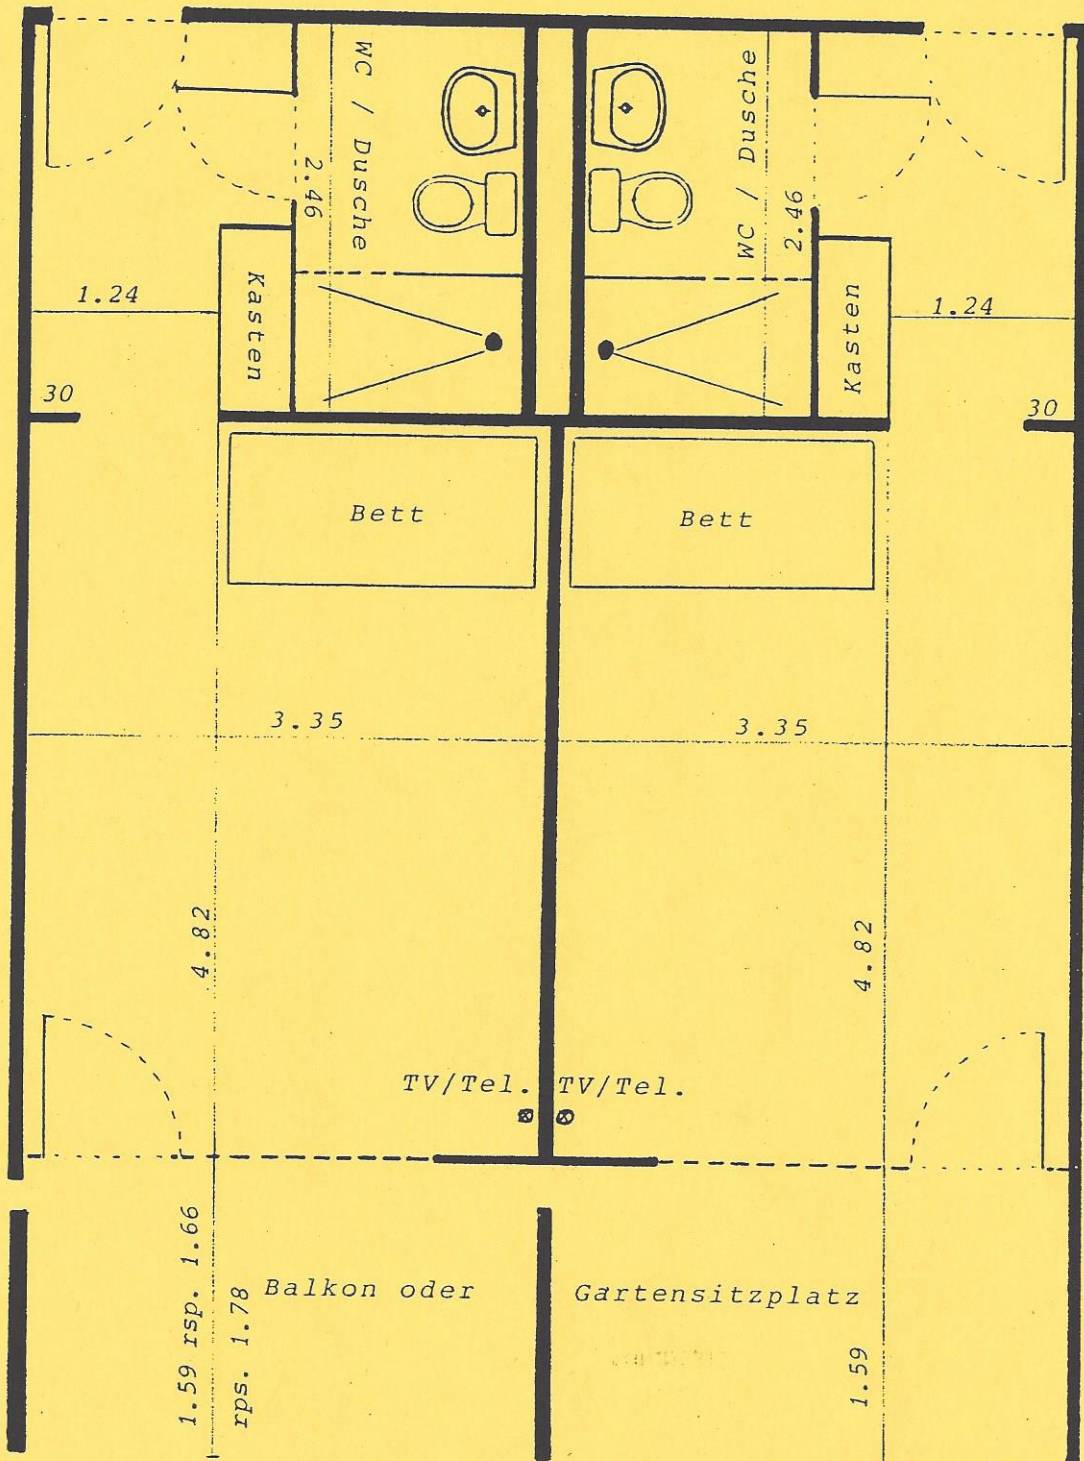 WC / Dusche
WC / Dusche
2.46
2.46
1.24
Kasten
Kasten
1.24
30
30
Bett
Bett
3.35
3.35
4.82
4.82
TV/Tel.
TV/Tel.
1.59 rsp. 1.66
rps. 1.78
Balkon oder
Gartensitzplatz
1.59